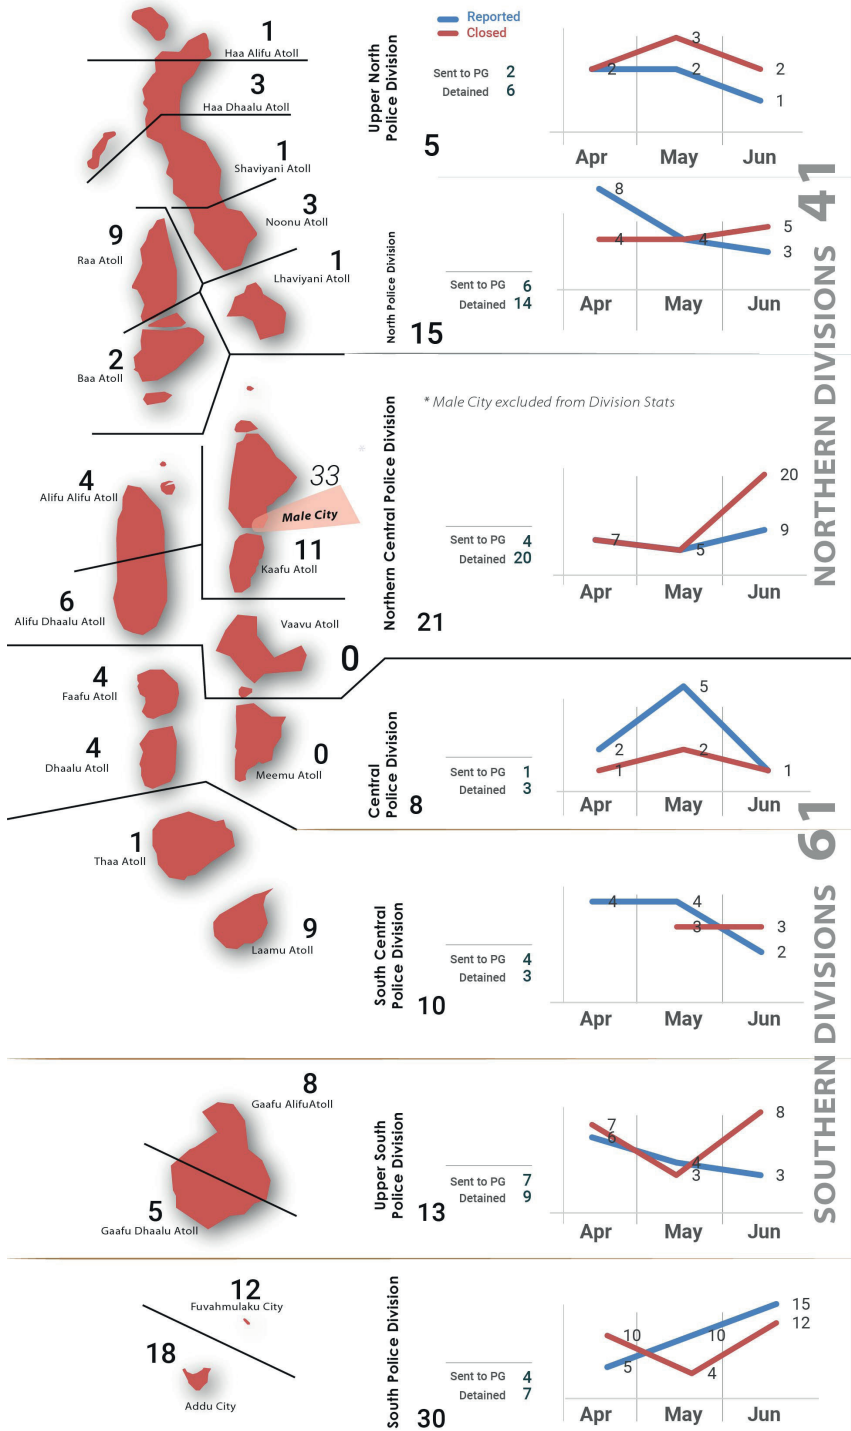 Reported
Closed
1
Haa Alifu Atoll
3
Haa Dhaalu Atoll
1
Shaviyani Atoll
3
Noonu Atoll
9
Raa Atoll
1
Lhaviyani Atoll
2
Baa Atoll
Upper North
Police Division
Sent to PG 2
Detained 6
5
3
2
2
2
1
Apr May Jun
North Police Division
Sent to PG 6
Detained 14
15
8
4
4
5
3
Apr May Jun
NORTHERN DIVISIONS 41
* Male City excluded from Division Stats
4
Alifu Alifu Atoll
33
Male City
11
Kaafu Atoll
6
Alifu Dhaalu Atoll
Vaavu Atoll
0
Northern Central Police Division
Sent to PG 4
Detained 20
21
7
5
20
9
Apr May Jun
4
Faafu Atoll
4
Dhaalu Atoll
0
Meemu Atoll
Central
Police Division
Sent to PG 1
Detained 3
8
2
1
5
2
1
Apr May Jun
SOUTHERN DIVISIONS 61
1
Thaa Atoll
9
Laamu Atoll
South Central
Police Division
Sent to PG 4
Detained 3
10
4
4
3
3
2
Apr May Jun
8
Gaafu AlifuAtoll
5
Gaafu Dhaalu Atoll
Upper South
Police Division
Sent to PG 7
Detained 9
13
7
6
4
3
8
3
Apr May Jun
12
Fuvahmulaku City
18
Addu City
South Police Division
Sent to PG 4
Detained 7
30
10
5
10
4
15
12
Apr May Jun